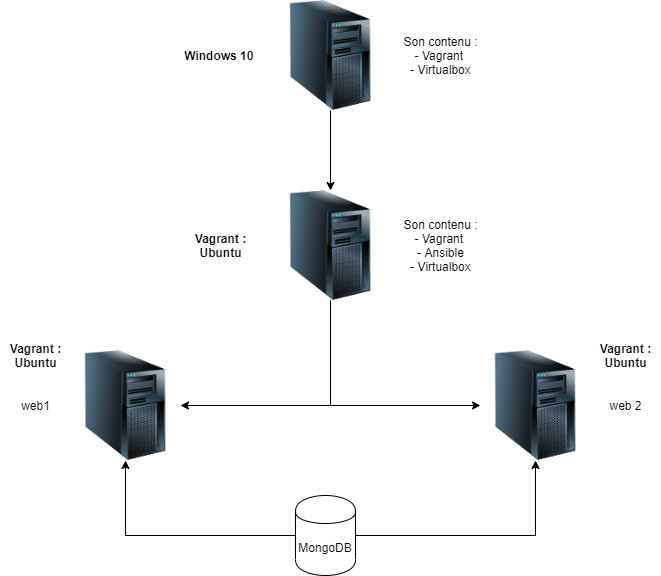 Windows 10
Son contenu :
- Vagrant
- Virtualbox
Vagrant :
Ubuntu
Son contenu :
- Vagrant
- Ansible
- Virtualbox
Vagrant :
Ubuntu
web1
Vagrant :
Ubuntu
web 2
MongoDB